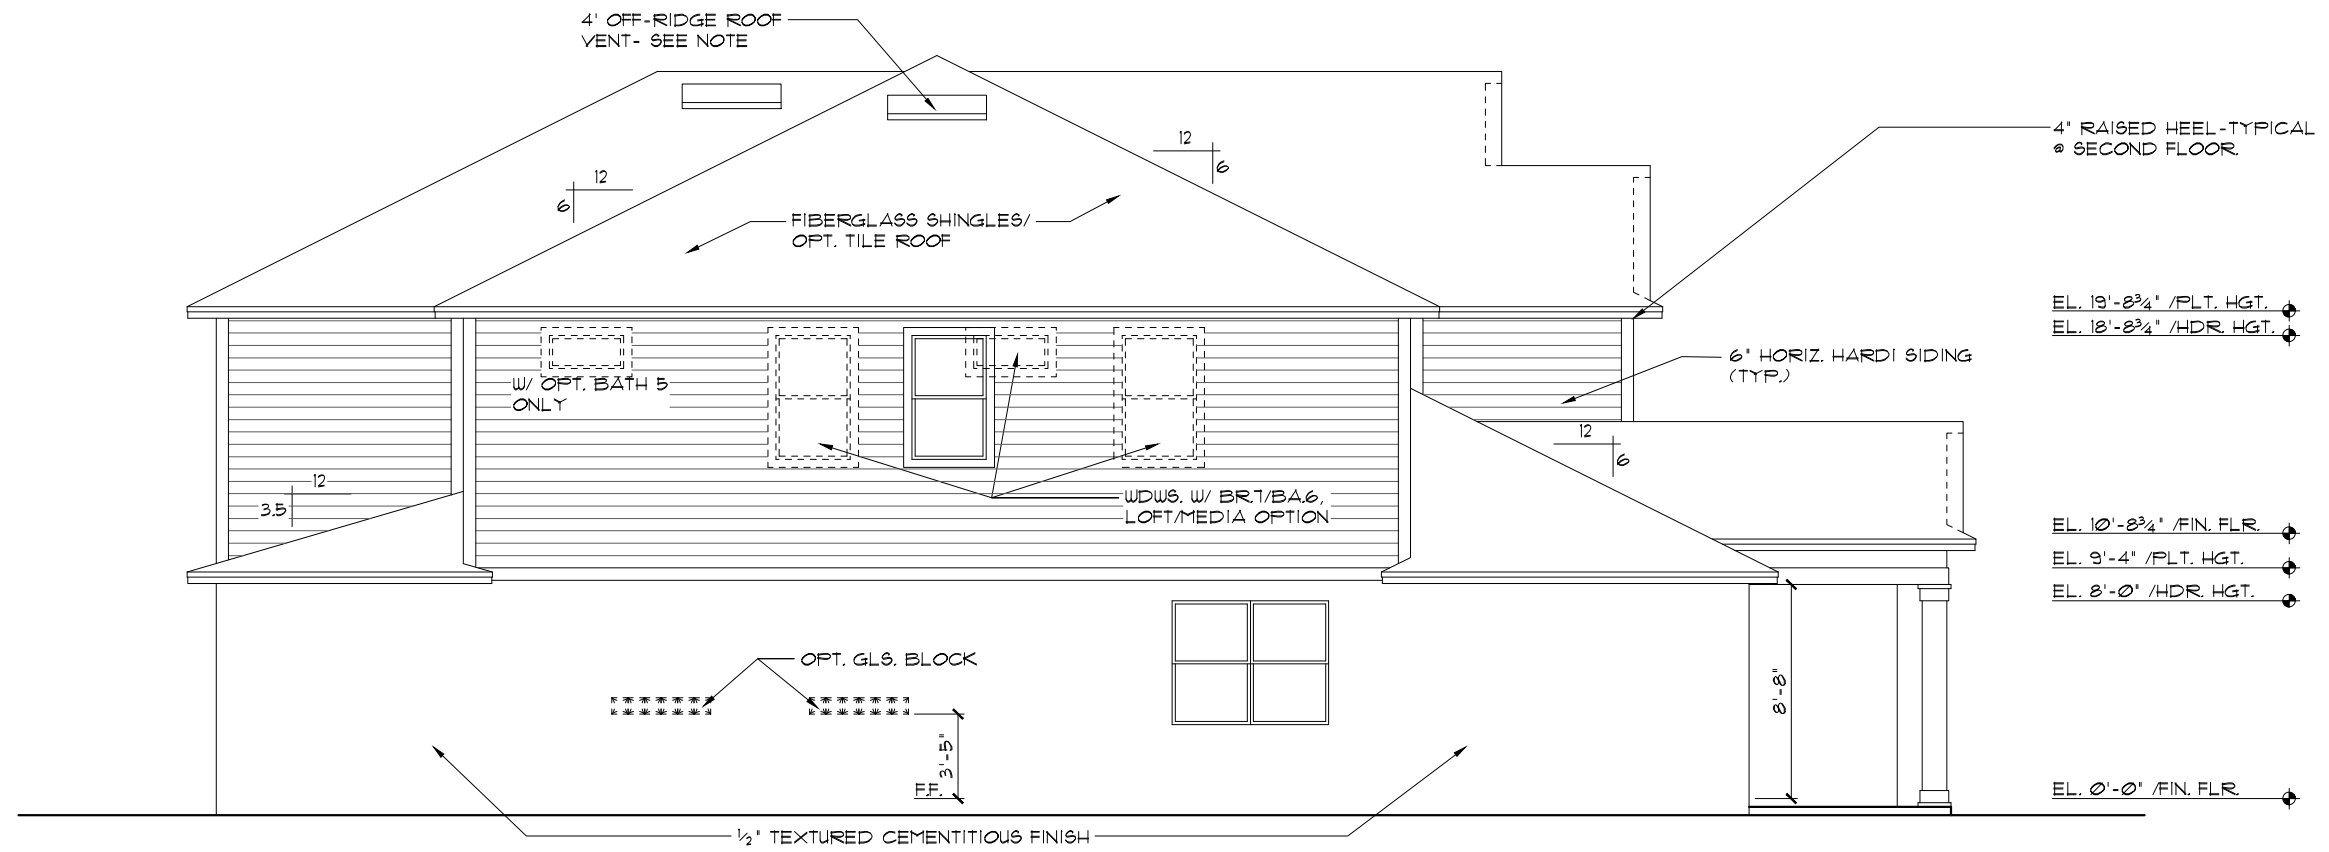 4' OFF-RIDGE ROOF
VENT- SEE NOTE
4" RAISED HEEL-TYPICAL
@ SECOND FLOOR.
12
6
12
6
FIBERGLASS SHINGLES/
OPT. TILE ROOF
EL. 19'-8¾" /PLT. HGT.
EL. 18'-8¾" /HDR. HGT.
6" HORIZ. HARDI SIDING
(TYP.)
W/ OPT. BATH 5
ONLY
12
6
12
3.5
WDWS. W/ BR.7/BA.6,
LOFT/MEDIA OPTION
EL. 10'-8¾" /FIN. FLR.
EL. 9'-4" /PLT. HGT.
EL. 8'-0" /HDR. HGT.
OPT. GLS. BLOCK
8'-8"
3'-5"
F.F.
EL. 0'-0" /FIN. FLR.
½" TEXTURED CEMENTITIOUS FINISH